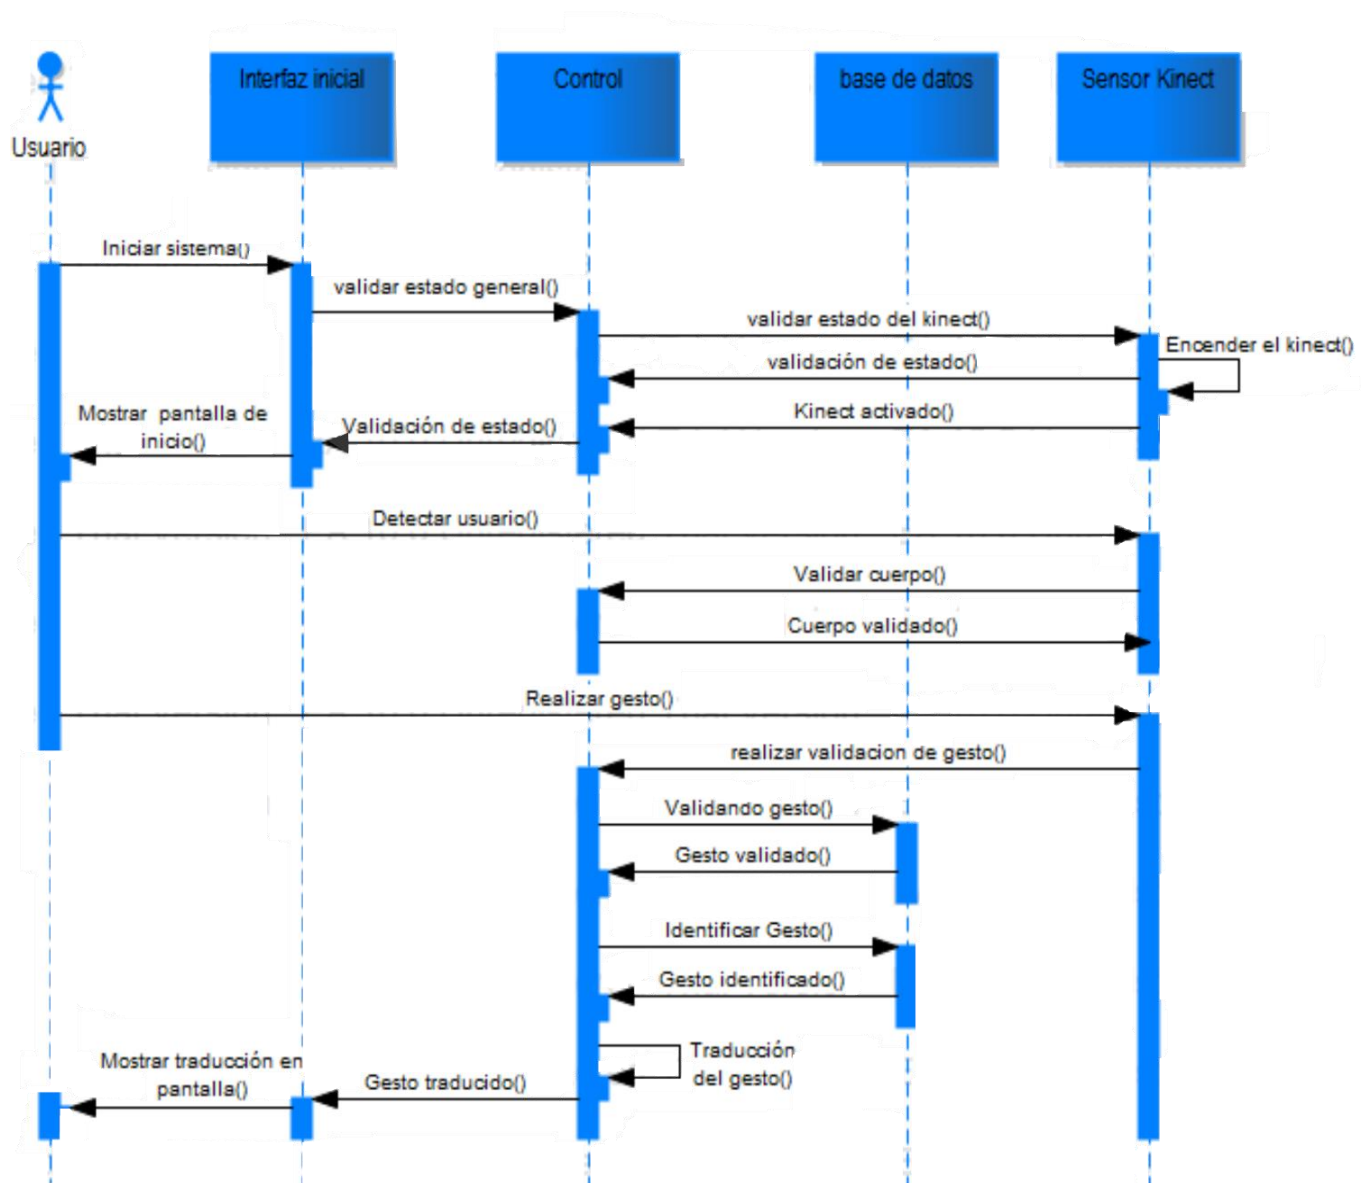 Usuario
Interfaz inicial
Control
base de datos
Sensor Kinect
Iniciar sistema()
validar estado general()
validar estado del kinect()
Encender el kinect()
validación de estado()
Kinect activado()
Validación de estado()
Mostrar pantalla de
inicio()
Detectar usuario()
Validar cuerpo()
Cuerpo validado()
Realizar gesto()
realizar validacion de gesto()
Validando gesto()
Gesto validado()
Identificar Gesto()
Gesto identificado()
Traducción
del gesto()
Gesto traducido()
Mostrar traducción en
pantalla()